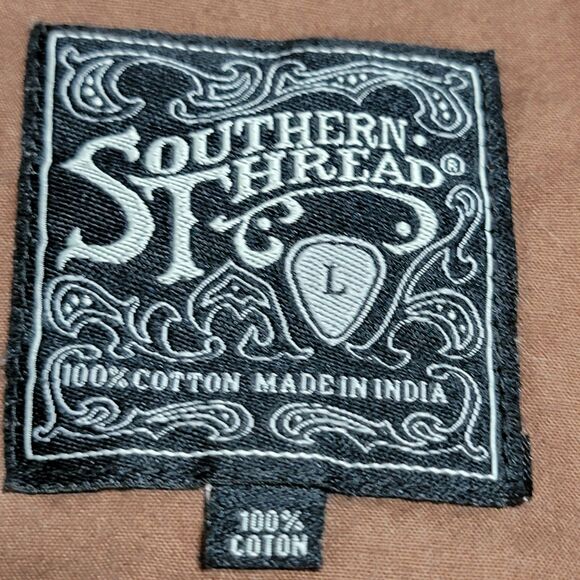 SOUTHERN
THREAD®
L
100% COTTON MADE IN INDIA
100%
COTON